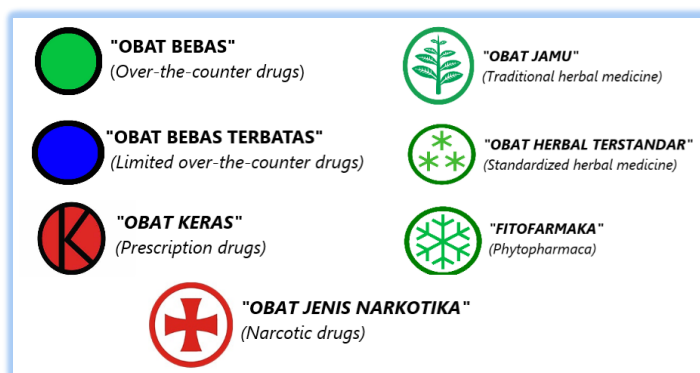 "OBAT BEBAS"
(Over-the-counter drugs)
"OBAT BEBAS TERBATAS"
(Limited over-the-counter drugs)
K
"OBAT KERAS"
(Prescription drugs)
"OBAT JAMU"
(Traditional herbal medicine)
"OBAT HERBAL TERSTANDAR"
(Standardized herbal medicine)
"FITOFARMAKA"
(Phytopharmaca)
"OBAT JENIS NARKOTIKA"
(Narcotic drugs)